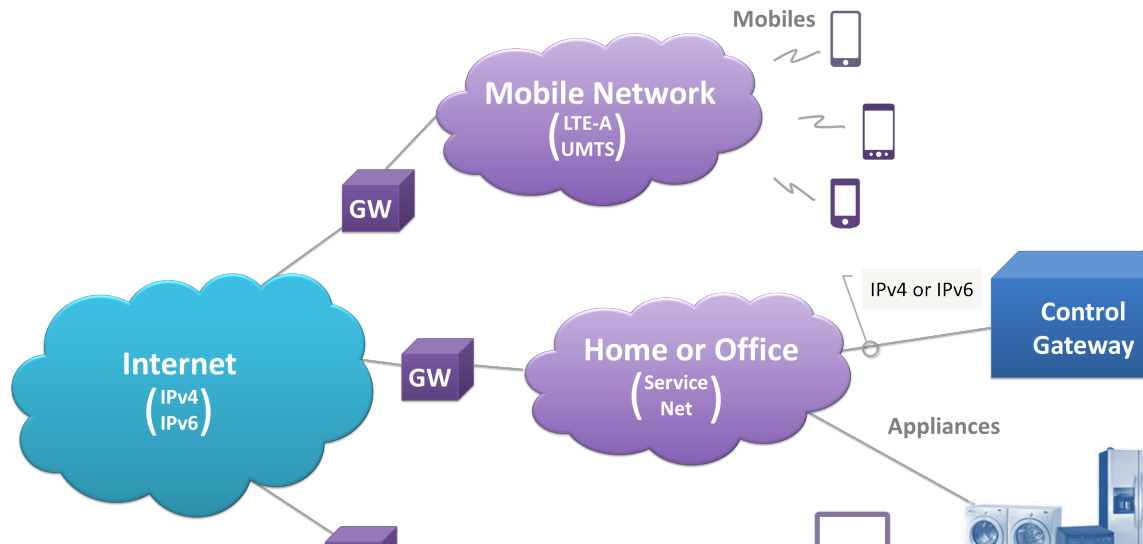 Mobiles
Mobile Network
(LTE-A
UMTS)
GW
IPv4 or IPv6
Control
Gateway
Internet
(IPv4
IPv6)
GW
Home or Office
(Service
Net)
Appliances